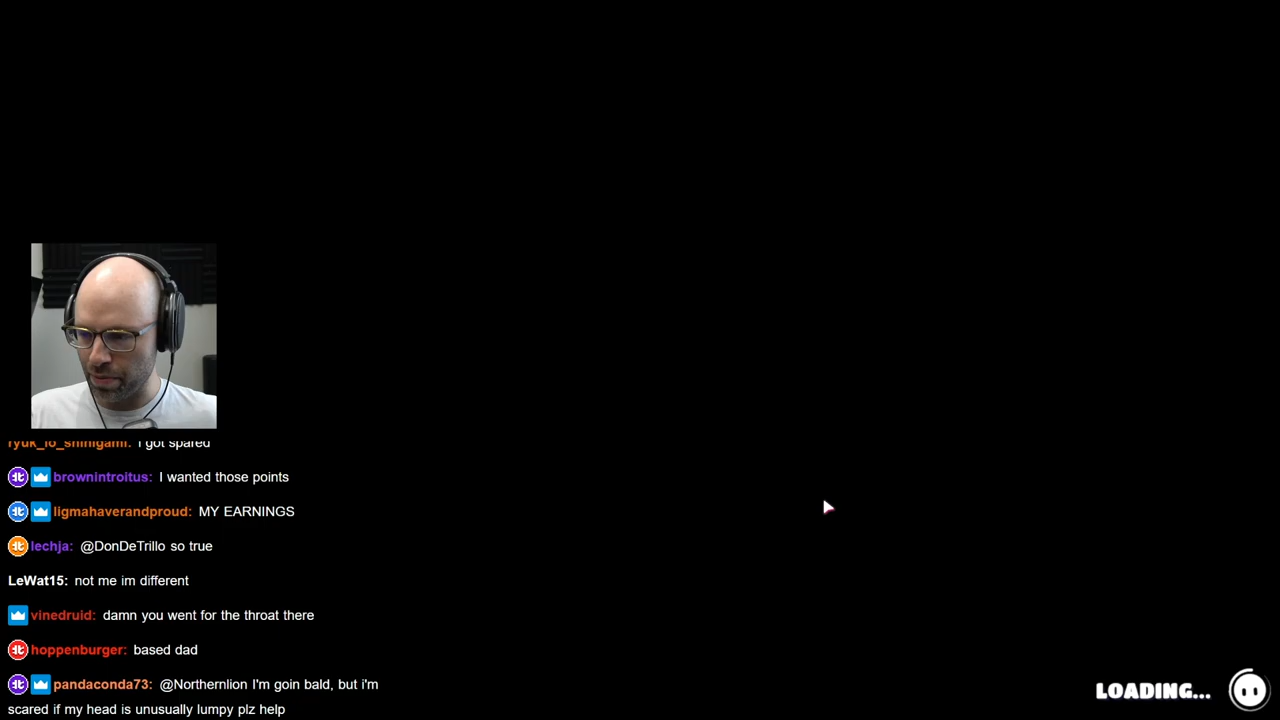 ryuk_lo_shinigami: I got spared
brownintroitus: I wanted those points
ligmahaverandproud: MY EARNINGS
lechja: @DonDeTrillo so true
LeWat15: not me im different
vinedruid: damn you went for the throat there
hoppenburger: based dad
pandaconda73: @Northernlion I'm goin bald, but i'm
scared if my head is unusually lumpy plz help
LOADING...